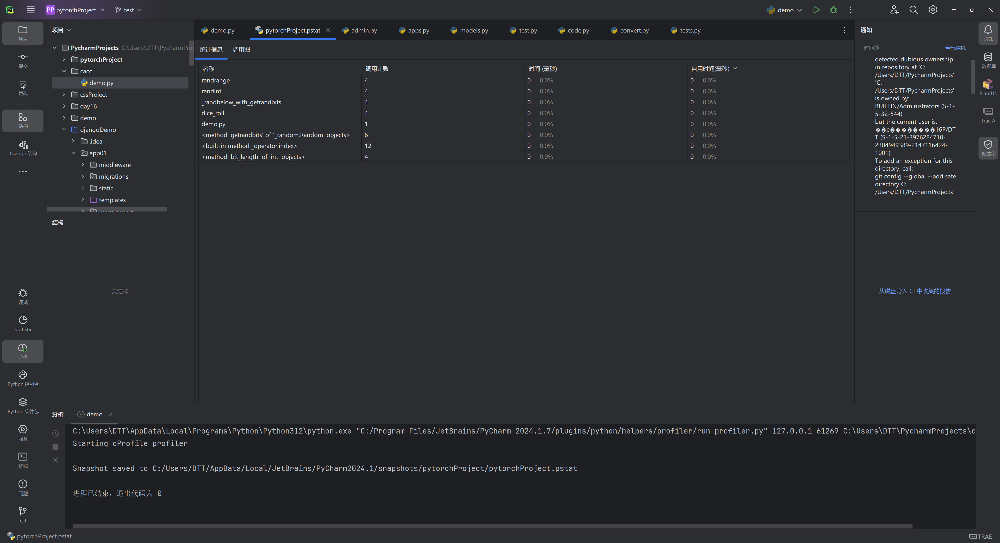 PC
PP pytorchProject
test
demo
项目
提交
更改
结构
Django 结构
调试
Statistic
分析
Python 控制台
Python 软件包
服务
终端
问题
Git
项目
PycharmProjects C:\Users\DTT\PycharmProj
pytorchProject
cacc
demo.py
cssProject
day16
demo
djangoDemo
.idea
app01
middleware
migrations
static
templates
templatetags
结构
无结构
demo.py
pytorchProject.pstat
admin.py
apps.py
models.py
test.py
code.py
convert.py
tests.py
统计信息 调用图
名称 调用计数 时间 (毫秒) 自用时间(毫秒)
randrange 4 0 0.0% 0 0.0%
randint 4 0 0.0% 0 0.0%
_randbelow_with_getrandbits 4 0 0.0% 0 0.0%
dice_roll 4 0 0.0% 0 0.0%
demo.py 1 0 0.0% 0 0.0%
<method 'getrandbits' of '_random.Random' objects> 6 0 0.0% 0 0.0%
<built-in method _operator.index> 12 0 0.0% 0 0.0%
<method 'bit_length' of 'int' objects> 4 0 0.0% 0 0.0%
通知
时间线 全部清除
detected dubious ownership
in repository at 'C:
/Users/DTT/PycharmProjects'
'C:
/Users/DTT/PycharmProjects'
is owned by:
BUILTIN/Administrators (S-1-
5-32-544)
but the current user is:
��e��������16P/DT
T (S-1-5-21-3976284710-
2304949389-2147116424-
1001)
To add an exception for this
directory, call:
git config --global --add safe.
directory C:
/Users/DTT/PycharmProjects
从磁盘导入 CI 中收集的报告
通知
数据库
PlantUM
Trae AI
覆盖率
分析 demo
C:\Users\DTT\AppData\Local\Programs\Python\Python312\python.exe "C:/Program Files/JetBrains/PyCharm 2024.1.7/plugins/python/helpers/profiler/run_profiler.py" 127.0.0.1 61269 C:\Users\DTT\PycharmProjects\c
Starting cProfile profiler
Snapshot saved to C:/Users/DTT/AppData/Local/JetBrains/PyCharm2024.1/snapshots/pytorchProject/pytorchProject.pstat
进程已结束，退出代码为 0
pytorchProject.pstat
TRAE